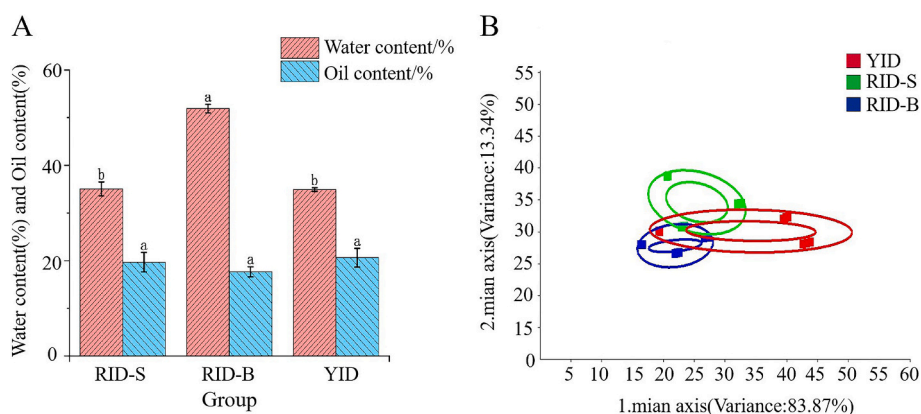 A
Water content/%
Oil content/%
Water content(%) and Oil content(%)
60
40
20
0
b
a
a
a
b
a
RID-S
RID-B
YID
Group
B
YID
RID-S
RID-B
2.mian axis(Variance:13.34%)
55
50
45
40
35
30
25
20
15
10
5
0
5
10
15
20
25
30
35
40
45
50
55
60
1.mian axis(Variance:83.87%)